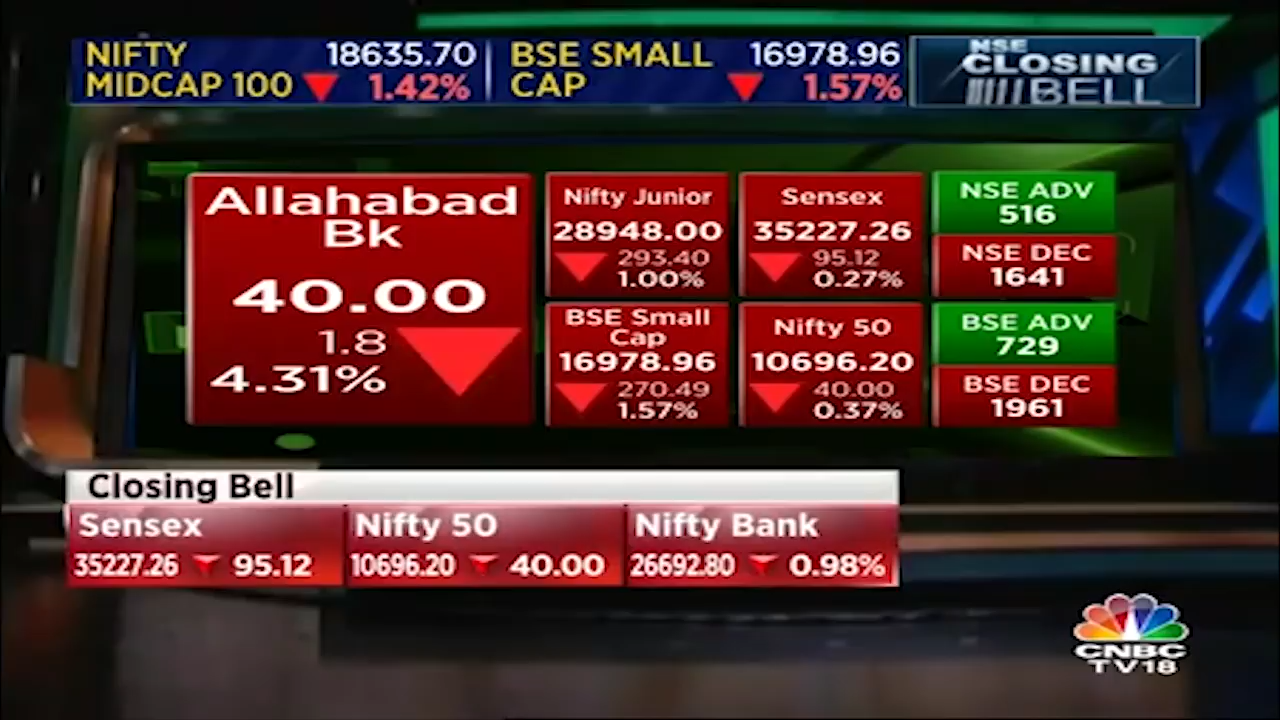 NIFTY 18635.70
MIDCAP 100 1.42%
BSE SMALL 16978.96
CAP 1.57%
NSE
CLOSING
BELL
Allahabad
Bk
40.00
1.8
4.31%
Nifty Junior
28948.00
293.40
1.00%
Sensex
35227.26
95.12
0.27%
NSE ADV
516
NSE DEC
1641
BSE Small
Cap
16978.96
270.49
1.57%
Nifty 50
10696.20
40.00
0.37%
BSE ADV
729
BSE DEC
1961
Closing Bell
Sensex
35227.26 95.12
Nifty 50
10696.20 40.00
Nifty Bank
26692.80 0.98%
CNBC
TV18